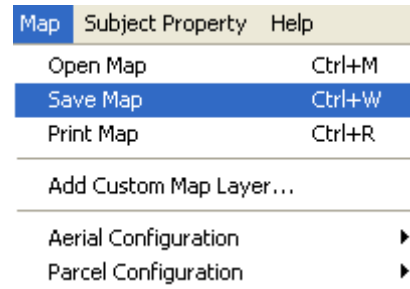 Map Subject Property Help
Open Map Ctrl+M
Save Map Ctrl+W
Print Map Ctrl+R
Add Custom Map Layer...
Aerial Configuration
Parcel Configuration